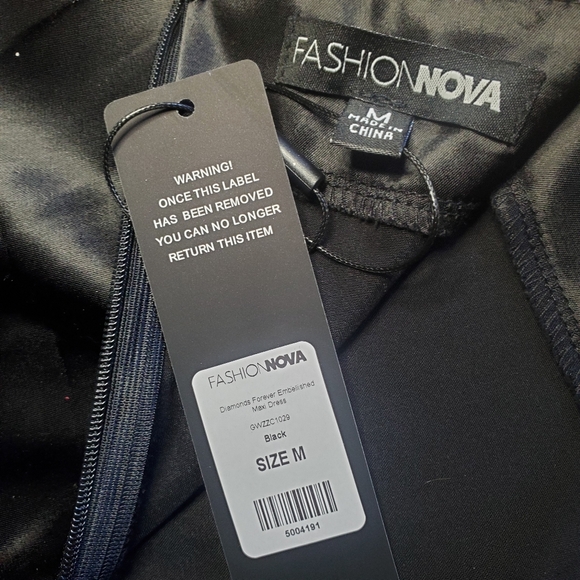 FASHIONNOVA
M
MADE IN
CHINA
WARNING!
ONCE THIS LABEL
HAS BEEN REMOVED
YOU CAN NO LONGER
RETURN THIS ITEM
FASHIONNOVA
Diamonds Forever Embellished
Maxi Dress
GWZZC1029
Black
SIZE M
5004191